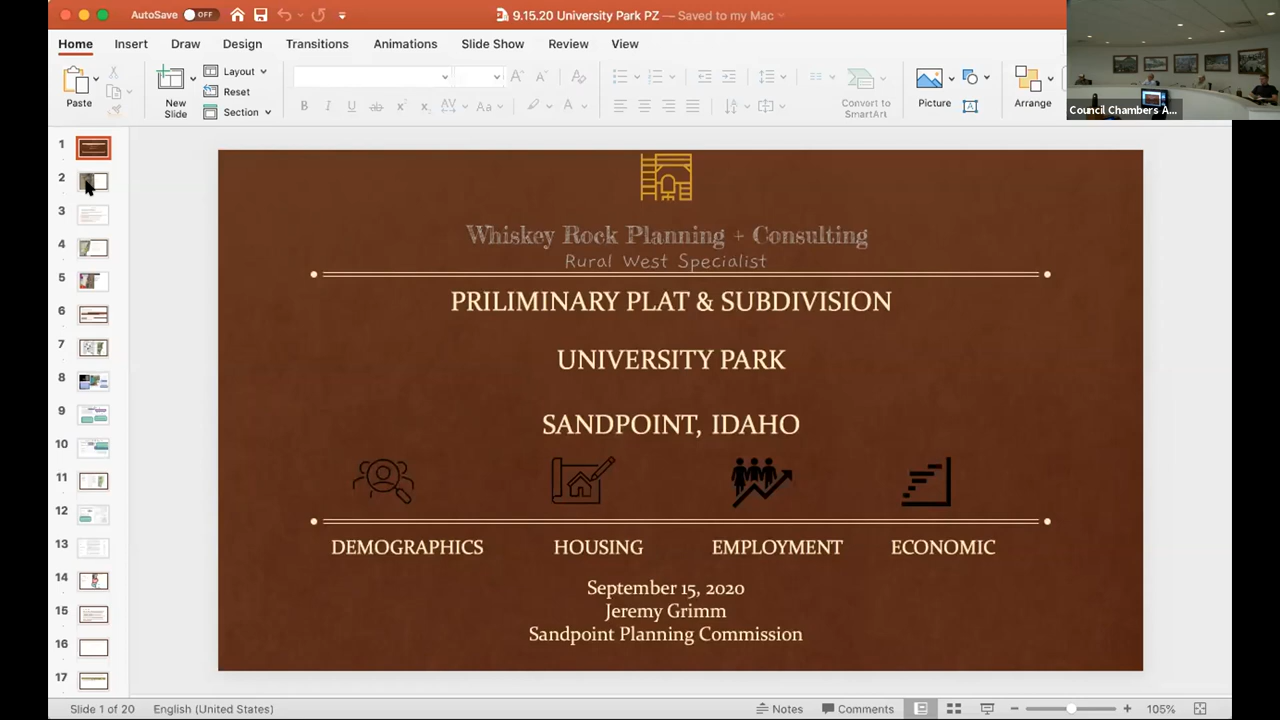 AutoSave OFF
9.15.20 University Park PZ — Saved to my Mac
Home Insert Draw Design Transitions Animations Slide Show Review View
Paste
New Slide
Layout
Reset
Section
Convert to SmartArt
Picture
Arrange
Council Chambers A...
1
2
3
4
5
6
7
8
9
10
11
12
13
14
15
16
17
Whiskey Rock Planning + Consulting
Rural West Specialist
PRILIMINARY PLAT & SUBDIVISION
UNIVERSITY PARK
SANDPOINT, IDAHO
DEMOGRAPHICS HOUSING EMPLOYMENT ECONOMIC
September 15, 2020
Jeremy Grimm
Sandpoint Planning Commission
Slide 1 of 20 English (United States) Notes Comments 105%